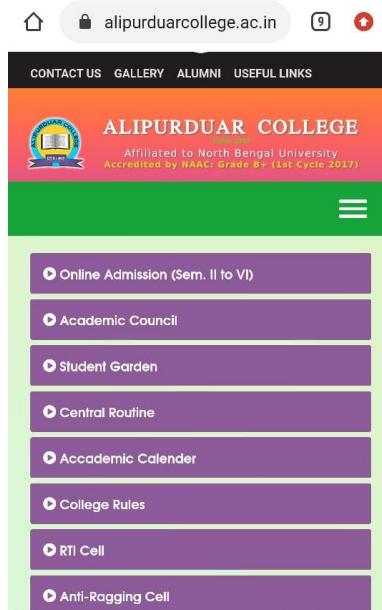 alipurduarcollege.ac.in
9
CONTACT US GALLERY ALUMNI USEFUL LINKS
ALIPURDUAR COLLEGE
Affiliated to North Bengal University
Accredited by NAAC: Grade B+ (1st Cycle 2017)
Online Admission (Sem. II to VI)
Academic Council
Student Garden
Central Routine
Accademic Calender
College Rules
RTI Cell
Anti-Ragging Cell